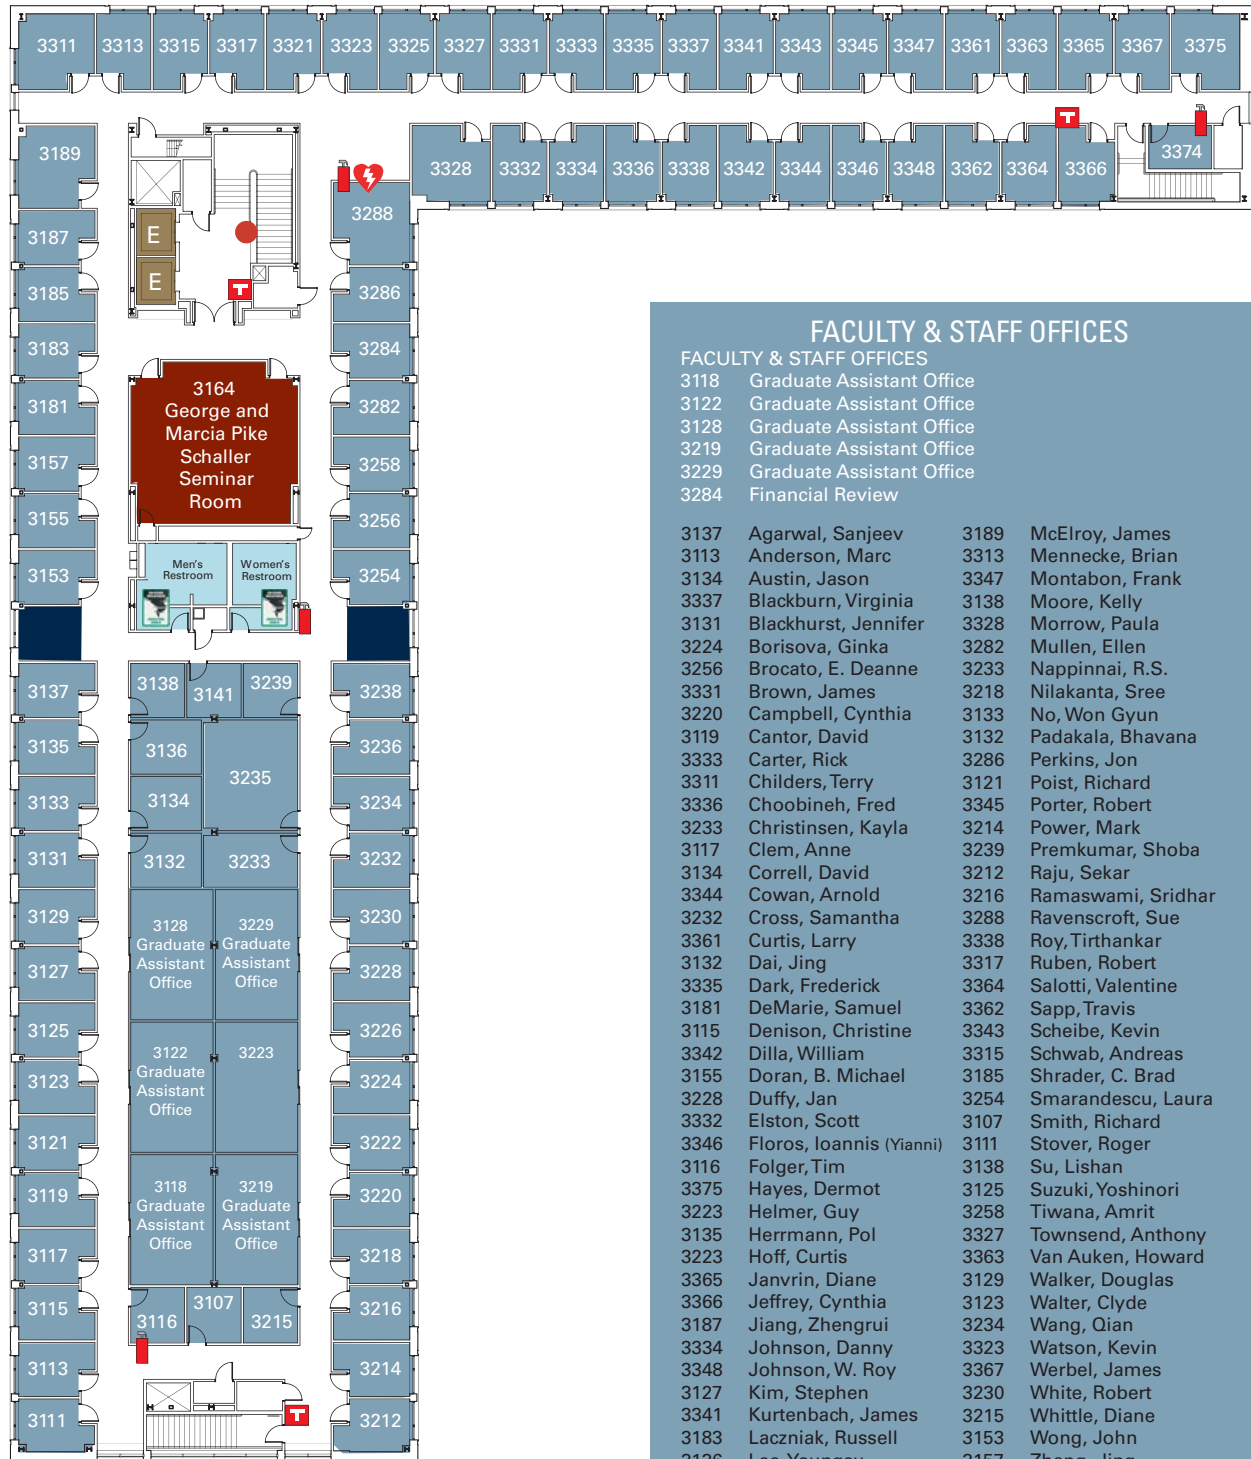 3311 3313 3315 3317 3321 3323 3325 3327 3331 3333 3335 3337 3341 3343 3345 3347 3361 3363 3365 3367 3375
T
3189
3328 3332 3334 3336 3338 3342 3344 3346 3348 3362 3364 3366 3374
3288
3187
E
3185
E
3286
T
3183
3284
3181
3282
3164
George and
Marcia Pike
Schaller
Seminar
Room
3157
3258
3155
3256
3153
3254
Men's
Restroom
Women's
Restroom
3137
3138
3141
3239
3238
3135
3136
3235
3236
3133
3134
3234
3131
3132
3233
3232
3129
3230
3128
Graduate
Assistant
Office
3229
Graduate
Assistant
Office
3127
3228
3125
3226
3122
Graduate
Assistant
Office
3223
3123
3224
3121
3222
3119
3220
3118
Graduate
Assistant
Office
3219
Graduate
Assistant
Office
3117
3218
3115
3116
3107
3215
3216
3113
3214
3111
T
3212
FACULTY & STAFF OFFICES
FACULTY & STAFF OFFICES
3118 Graduate Assistant Office
3122 Graduate Assistant Office
3128 Graduate Assistant Office
3219 Graduate Assistant Office
3229 Graduate Assistant Office
3284 Financial Review
3137 Agarwal, Sanjeev
3113 Anderson, Marc
3134 Austin, Jason
3337 Blackburn, Virginia
3131 Blackhurst, Jennifer
3224 Borisova, Ginka
3256 Brocato, E. Deanne
3331 Brown, James
3220 Campbell, Cynthia
3119 Cantor, David
3333 Carter, Rick
3311 Childers, Terry
3336 Choobineh, Fred
3233 Christinsen, Kayla
3117 Clem, Anne
3134 Correll, David
3344 Cowan, Arnold
3232 Cross, Samantha
3361 Curtis, Larry
3132 Dai, Jing
3335 Dark, Frederick
3181 DeMarie, Samuel
3115 Denison, Christine
3342 Dilla, William
3155 Doran, B. Michael
3228 Duffy, Jan
3332 Elston, Scott
3346 Floros, Ioannis (Yianni)
3116 Folger, Tim
3375 Hayes, Dermot
3223 Helmer, Guy
3135 Herrmann, Pol
3223 Hoff, Curtis
3365 Janvrin, Diane
3366 Jeffrey, Cynthia
3187 Jiang, Zhengrui
3334 Johnson, Danny
3348 Johnson, W. Roy
3127 Kim, Stephen
3341 Kurtenbach, James
3183 Laczniak, Russell
3189 McElroy, James
3313 Mennecke, Brian
3347 Montabon, Frank
3138 Moore, Kelly
3328 Morrow, Paula
3282 Mullen, Ellen
3233 Nappinnai, R.S.
3218 Nilakanta, Sree
3133 No, Won Gyun
3132 Padakala, Bhavana
3286 Perkins, Jon
3121 Poist, Richard
3345 Porter, Robert
3214 Power, Mark
3239 Premkumar, Shoba
3212 Raju, Sekar
3216 Ramaswami, Sridhar
3288 Ravenscroft, Sue
3338 Roy, Tirthankar
3317 Ruben, Robert
3364 Salotti, Valentine
3362 Sapp, Travis
3343 Scheibe, Kevin
3315 Schwab, Andreas
3185 Shrader, C. Brad
3254 Smarandescu, Laura
3107 Smith, Richard
3111 Stover, Roger
3138 Su, Lishan
3125 Suzuki, Yoshinori
3258 Tiwana, Amrit
3327 Townsend, Anthony
3363 Van Auken, Howard
3129 Walker, Douglas
3123 Walter, Clyde
3234 Wang, Qian
3323 Watson, Kevin
3367 Werbel, James
3230 White, Robert
3215 Whittle, Diane
3153 Wong, John